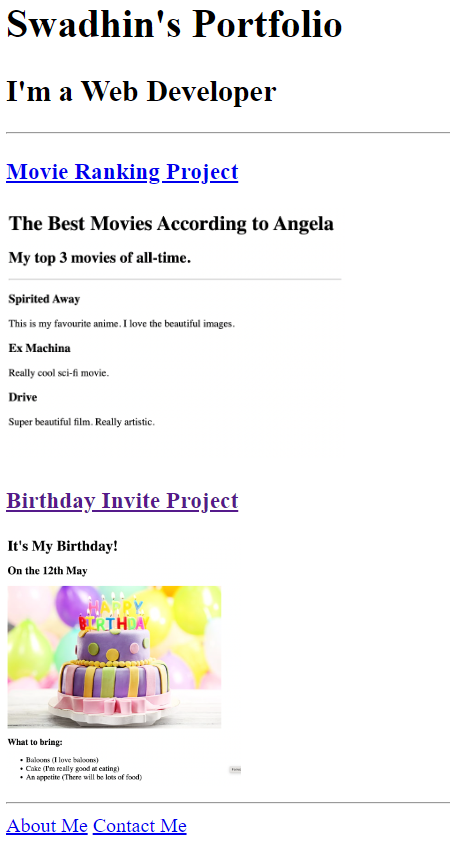 Swadhin's Portfolio
I'm a Web Developer
Movie Ranking Project
The Best Movies According to Angela
My top 3 movies of all-time.
Spirited Away
This is my favourite anime. I love the beautiful images.
Ex Machina
Really cool sci-fi movie.
Drive
Super beautiful film. Really artistic.
Birthday Invite Project
It's My Birthday!
On the 12th May
HAPPY
BIRTHDAY
What to bring:
Baloons (I love baloons)
Cake (I'm really good at eating)
An appetite (There will be lots of food)
About Me Contact Me